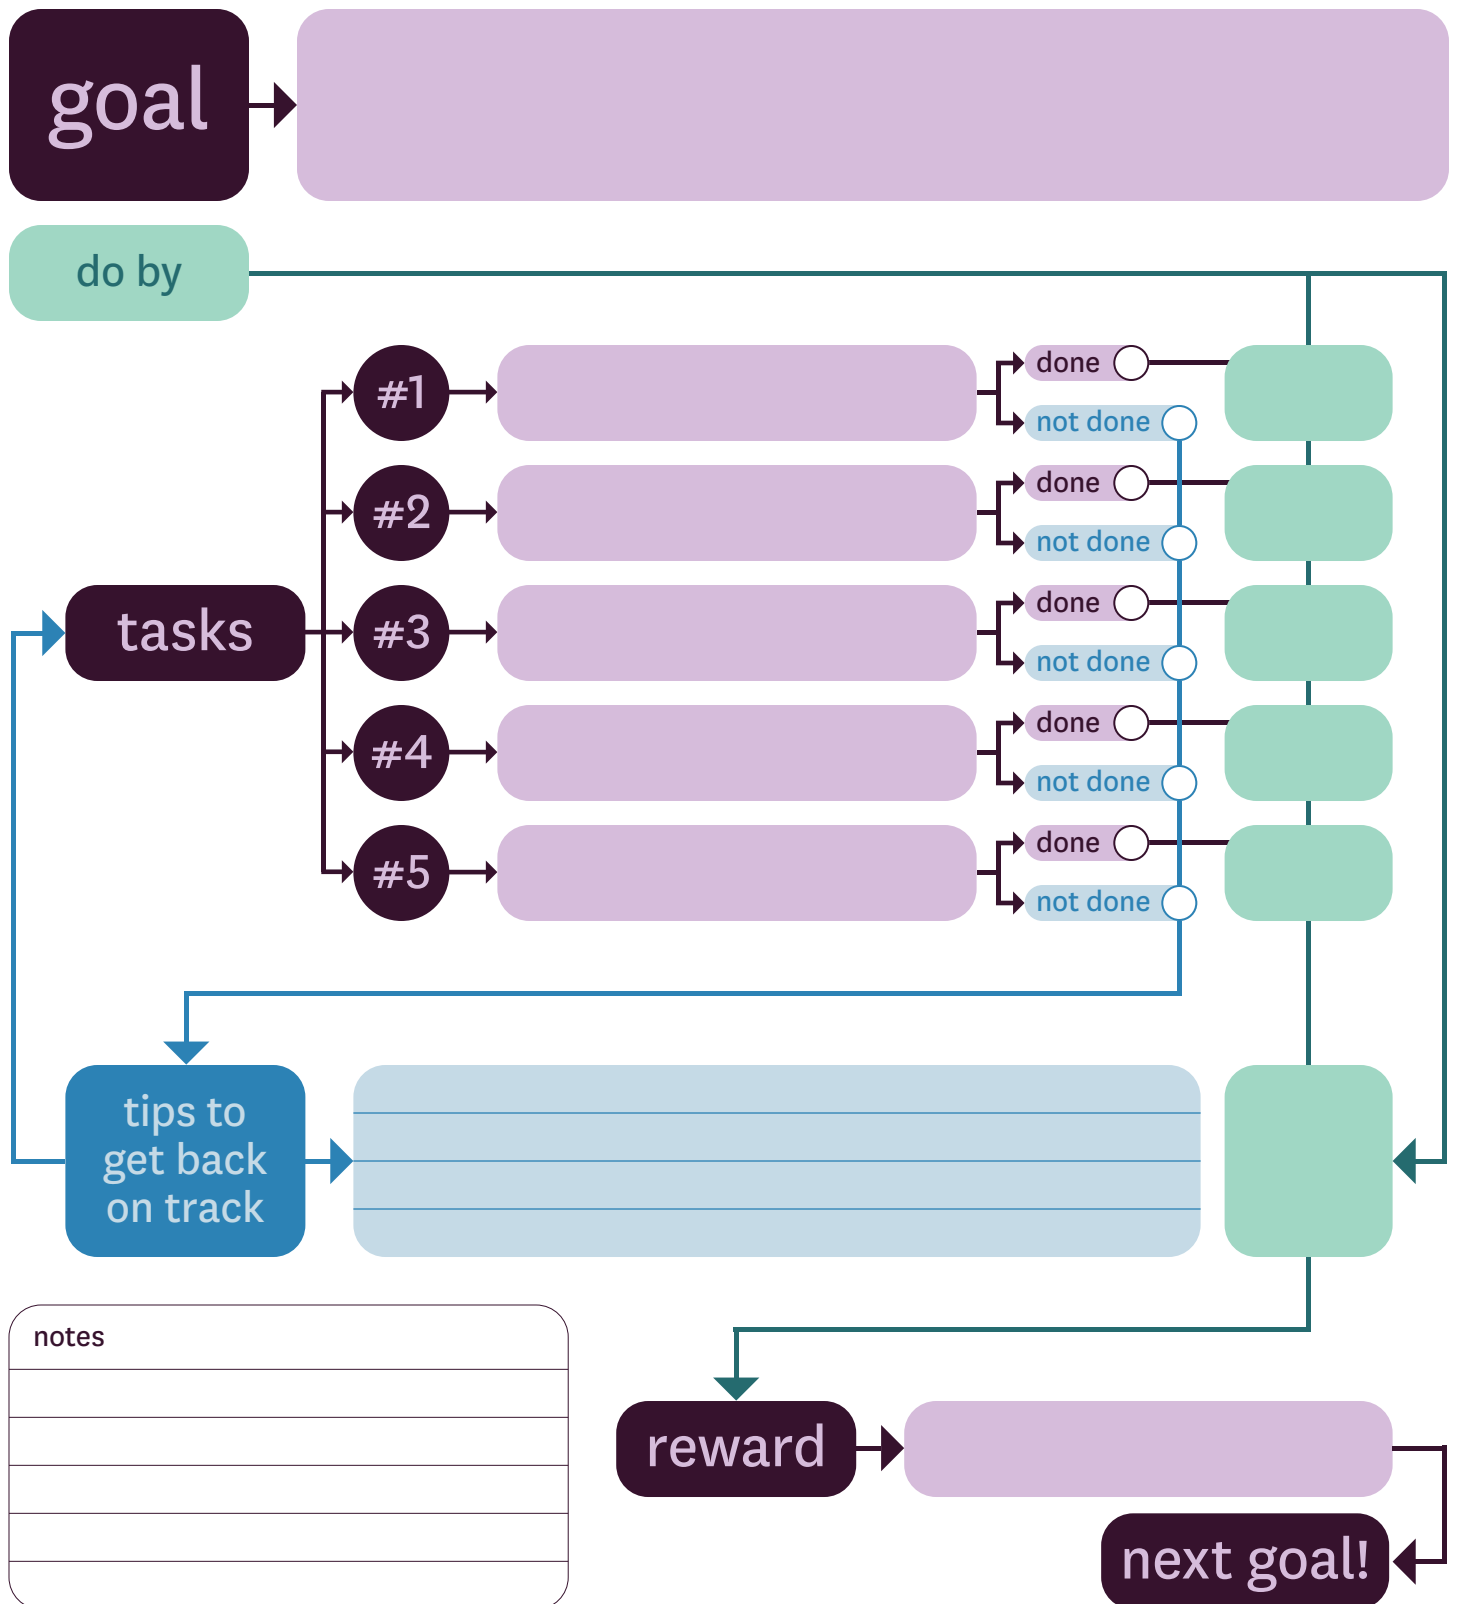 goal
do by
#1
done
not done
#2
done
not done
tasks
#3
done
not done
#4
done
not done
#5
done
not done
tips to
get back
on track
notes
reward
next goal!